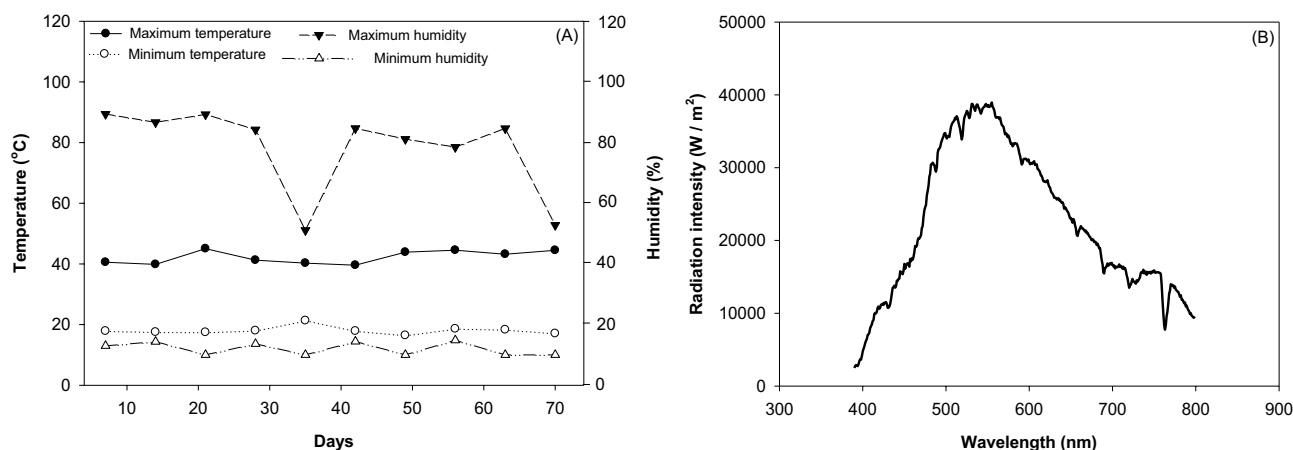 120
100
80
60
40
20
0
Temperature (°C)
Maximum temperature
Maximum humidity
(A)
Minimum temperature
Minimum humidity
120
100
80
60
40
20
0
Humidity (%)
10 20 30 40 50 60 70
Days
50000
40000
30000
20000
10000
0
Radiation intensity (W / m²)
(B)
300 400 500 600 700 800 900
Wavelength (nm)